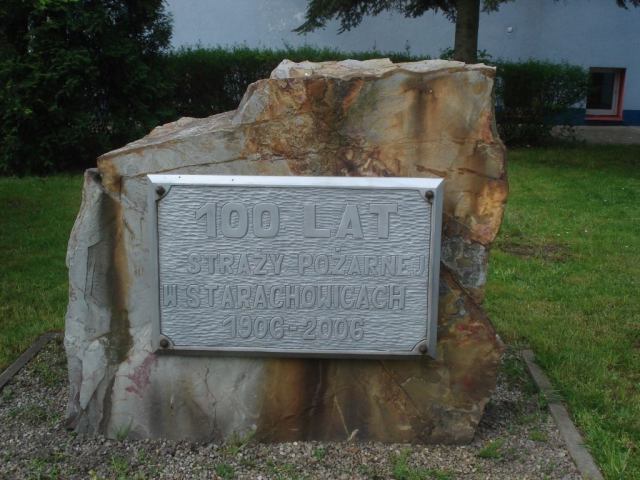 100 LAT
STRAŻY POŻARNEJ
W STARACHOWICACH
1906-2006